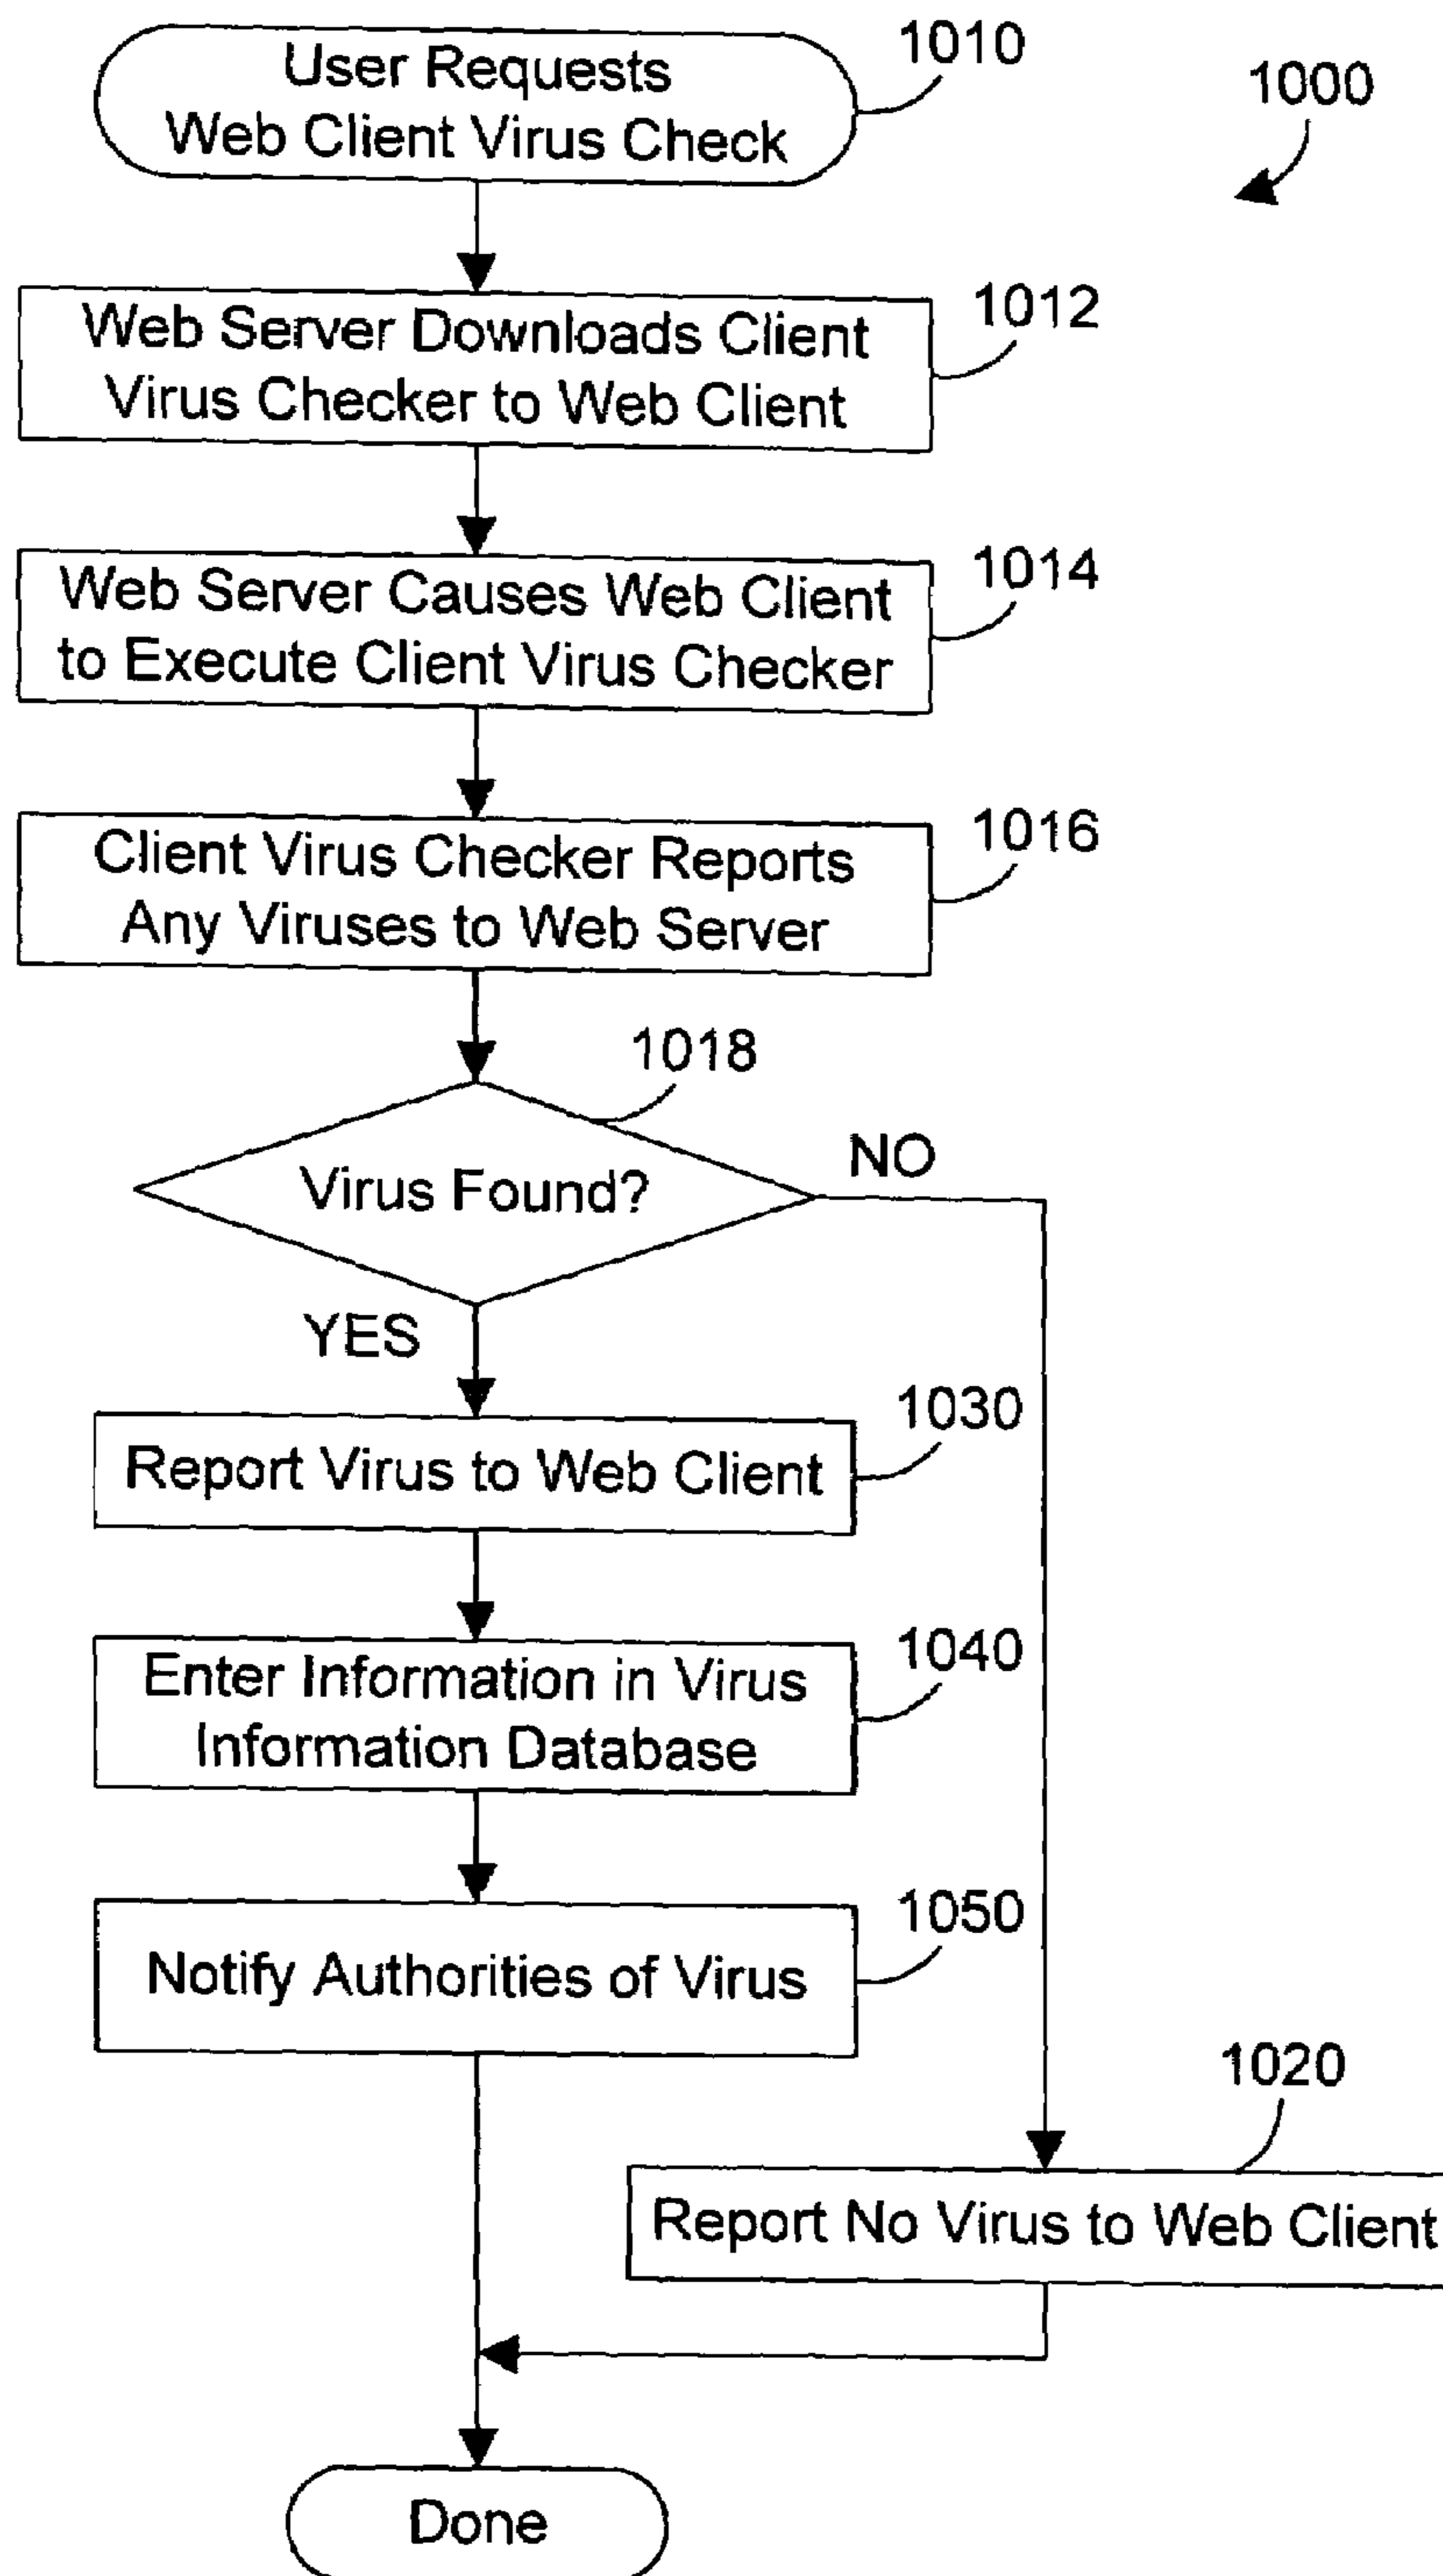 User Requests
Web Client Virus Check
1010
1000
Web Server Downloads Client
Virus Checker to Web Client
1012
Web Server Causes Web Client
to Execute Client Virus Checker
1014
Client Virus Checker Reports
Any Viruses to Web Server
1016
1018
Virus Found?
NO
YES
Report Virus to Web Client
1030
Enter Information in Virus
Information Database
1040
Notify Authorities of Virus
1050
1020
Report No Virus to Web Client
Done